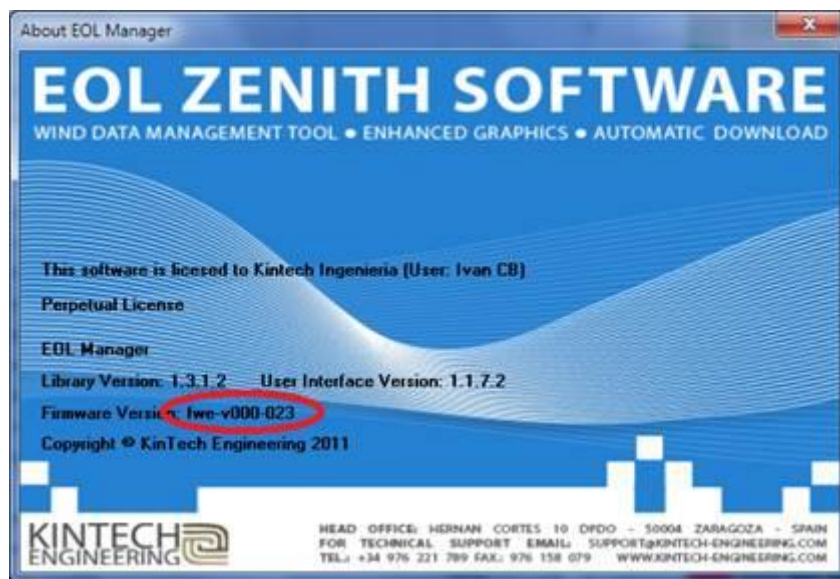 About EOL Manager
EOL ZENITH SOFTWARE
WIND DATA MANAGEMENT TOOL ● ENHANCED GRAPHICS ● AUTOMATIC DOWNLOAD
This software is licesed to Kintech Ingenieria (User: Ivan CB)
Perpetual License
EOL Manager
Library Version: 1.3.1.2 User Interface Version: 1.1.7.2
Firmware Version: fwe-v000-023
Copyright © KinTech Engineering 2011
KINTECH
ENGINEERING
HEAD OFFICE: HERNAN CORTES 10 DPDO - 50004 ZARAGOZA - SPAIN
FOR TECHNICAL SUPPORT EMAIL: SUPPORT@KINTECH-ENGINEERING.COM
TEL.: +34 976 221 789 FAX.: 976 158 079 WWW.KINTECH-ENGINEERING.COM